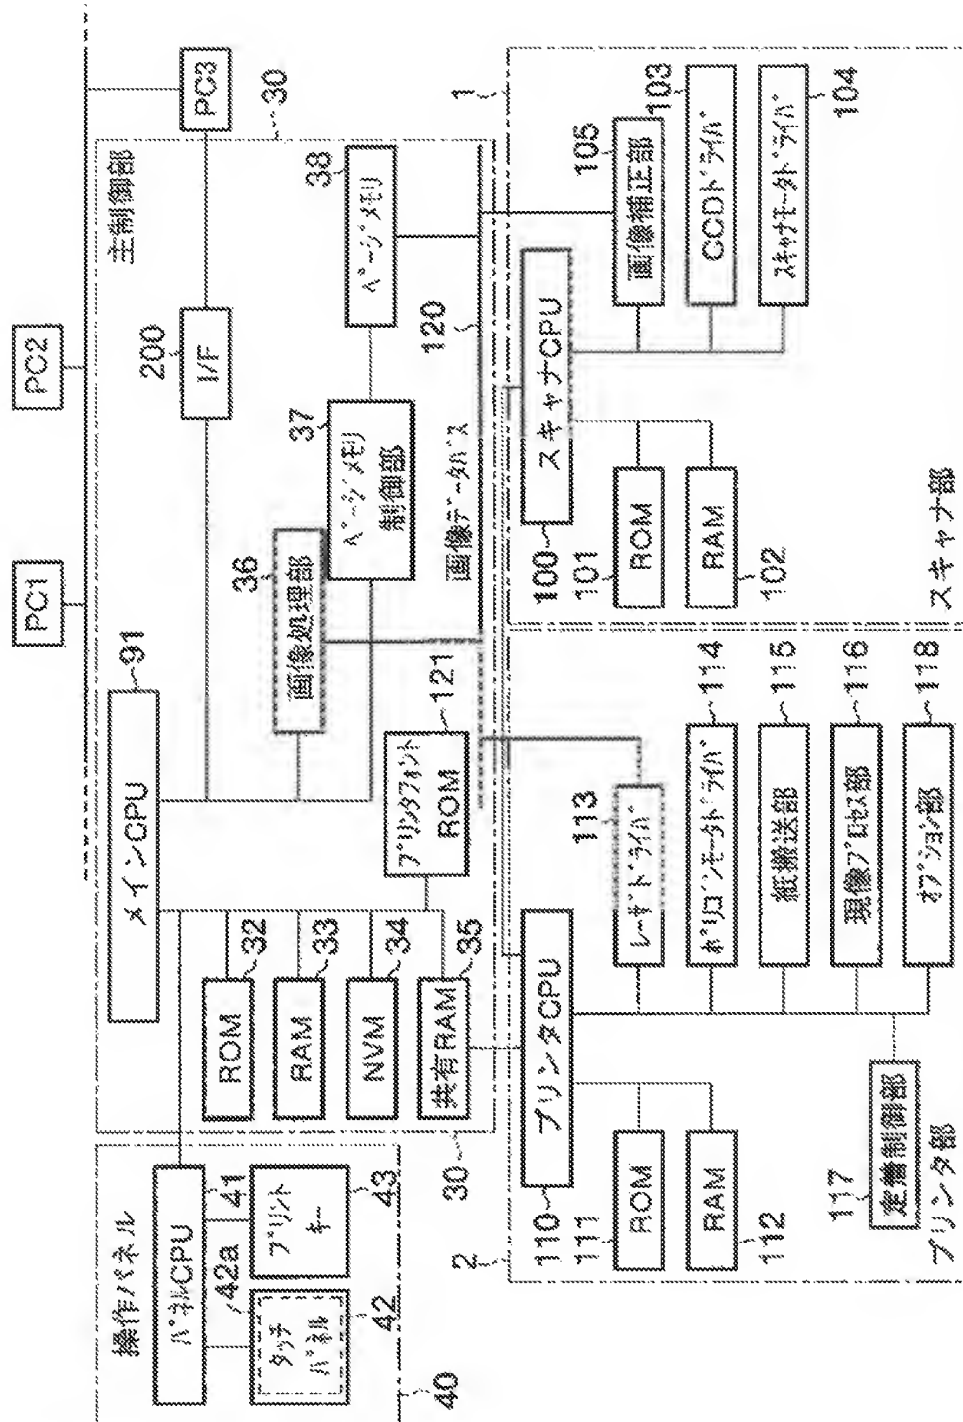 PC1
PC2
PC3
操作パネル
パネルCPU
41
42a
タッチ
パネル
42
プリント
キー
43
40
主制御部
30
メインCPU
91
I/F
200
ROM
32
RAM
33
NVM
34
共有RAM
35
30
画像処理部
36
ページメモリ
制御部
37
ページメモリ
38
プリンタフォント
ROM
121
画像データバス
120
2
プリンタCPU
110
111
ROM
RAM
112
レーザドライバ
113
ポリゴンモータドライバ
114
紙搬送部
115
現像プロセス部
116
オプション部
118
定着制御部
117
プリンタ部
1
スキャナCPU
100
101
ROM
RAM
102
画像補正部
105
CCDドライバ
103
スキャナモータドライバ
104
スキャナ部